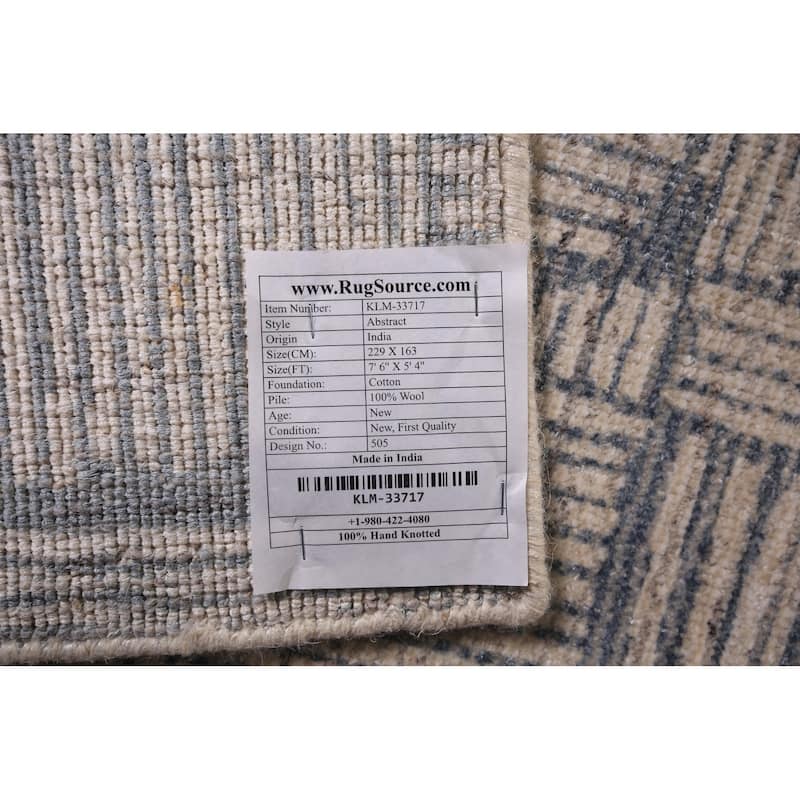 www.RugSource.com
Item Number: KLM-33717
Style Abstract
Origin India
Size(CM): 229 X 163
Size(FT): 7' 6" X 5' 4"
Foundation: Cotton
Pile: 100% Wool
Age: New
Condition: New, First Quality
Design No.: 505
Made in India
KLM-33717
+1-980-422-4080
100% Hand Knotted